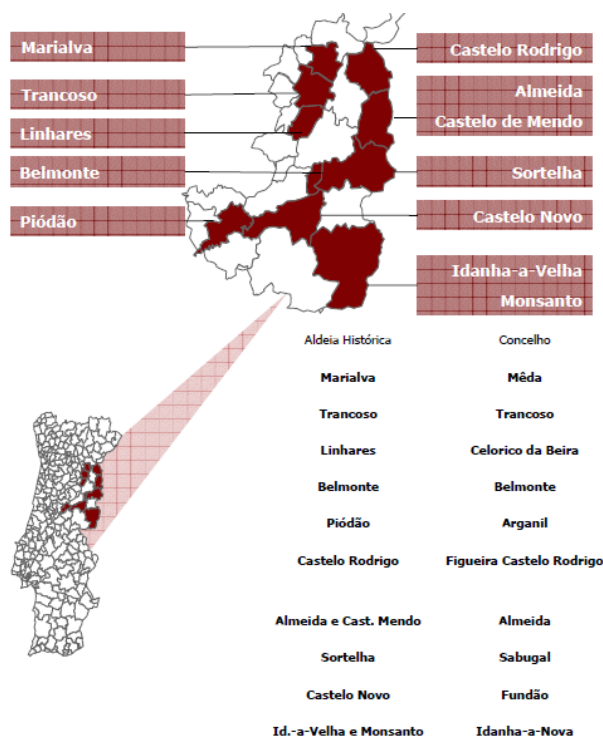 Marialva
Castelo Rodrigo
Trancoso
Almeida
Linhares
Castelo de Mendo
Belmonte
Sortelha
Piódão
Castelo Novo
Idanha-a-Velha
Monsanto
Aldeia Histórica Concelho
Marialva Mêda
Trancoso Trancoso
Linhares Celorico da Beira
Belmonte Belmonte
Piódão Arganil
Castelo Rodrigo Figueira Castelo Rodrigo
Almeida e Cast. Mendo Almeida
Sortelha Sabugal
Castelo Novo Fundão
Id.-a-Velha e Monsanto Idanha-a-Nova